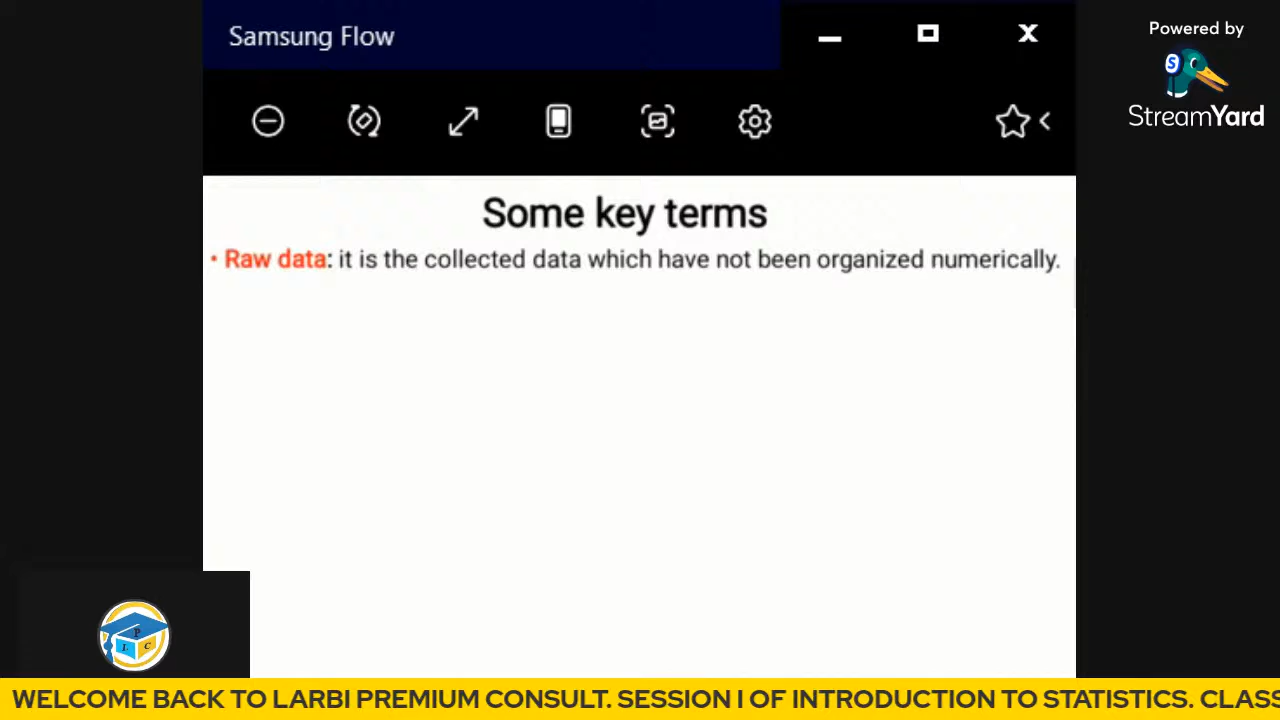 Samsung Flow
Powered by
StreamYard
Some key terms
• Raw data: it is the collected data which have not been organized numerically.
P
L C
WELCOME BACK TO LARBI PREMIUM CONSULT. SESSION I OF INTRODUCTION TO STATISTICS. CLASS